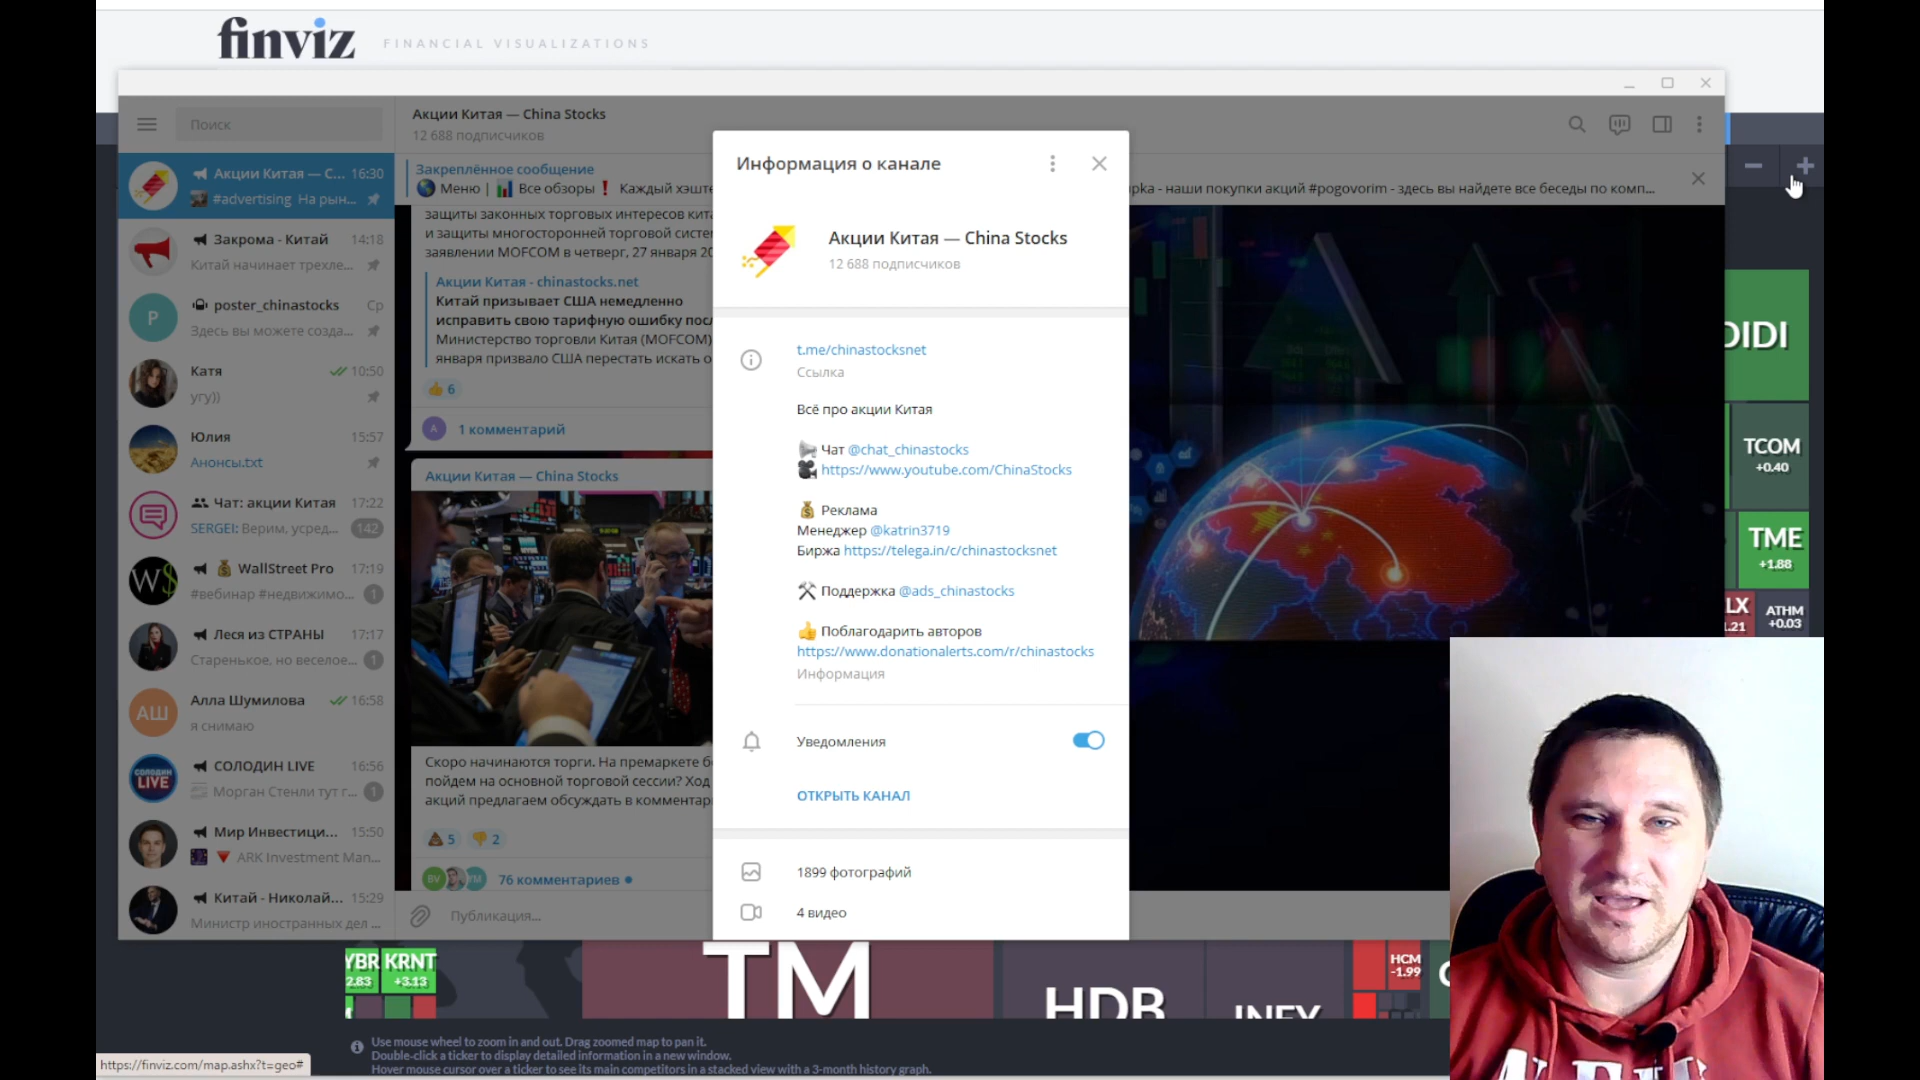 finviz
FINANCIAL VISUALIZATIONS
Поиск
Акции Китая — China Stocks
12 688 подписчиков
Закреплённое сообщение
Меню | Все обзоры Каждый хэште
рка - наши покупки акций #pogovorim - здесь вы найдете все беседы по комп...
Акции Китая — С... 16:30
#advertising На рын...
Закрома - Китай 14:18
Китай начинает трехле...
P
poster_chinastocks Ср
Здесь вы можете созда...
Катя 10:50
угу))
Юлия 15:57
Анонсы.txt
Чат: акции Китая 17:22
SERGEI: Верим, усред... 142
W$
WallStreet Pro 17:19
#вебинар #недвижимо... 1
Леся из СТРАНЫ 17:17
Старенькое, но веселое... 1
АШ
Алла Шумилова 16:58
я снимаю
СОЛОДИН LIVE
СОЛОДИН LIVE 16:56
Морган Стенли тут г... 1
Мир Инвестици... 15:50
ARK Investment Man...
Китай - Николай... 15:29
Министр иностранных дел ...
защиты законных торговых интересов кита
и защиты многосторонней торговой систе
заявлении MOFCOM в четверг, 27 января 20
Акции Китая - chinastocks.net
Китай призывает США немедленно
исправить свою тарифную ошибку посл
Министерство торговли Китая (MOFCOM)
января призвало США перестать искать о
6
A
1 комментарий
Акции Китая — China Stocks
Скоро начинаются торги. На премаркете б
пойдем на основной торговой сессии? Ход
акций предлагаем обсуждать в комментар
5 2
BV YM
76 комментариев
Публикация...
Информация о канале
Акции Китая — China Stocks
12 688 подписчиков
t.me/chinastocksnet
Ссылка
Всё про акции Китая
Чат @chat_chinastocks
https://www.youtube.com/ChinaStocks
Реклама
Менеджер @katrin3719
Биржа https://telega.in/c/chinastocksnet
Поддержка @ads_chinastocks
Поблагодарить авторов
https://www.donationalerts.com/r/chinastocks
Информация
Уведомления
ОТКРЫТЬ КАНАЛ
1899 фотографий
4 видео
DIDI
TCOM
+0.40
TME
+1.88
LX
1.21
ATHM
+0.03
YBR
2.83
KRNT
+3.13
TM
HDB
INFY
HCM
-1.99
Use mouse wheel to zoom in and out. Drag zoomed map to pan it.
Double-click a ticker to display detailed information in a new window.
Hover mouse cursor over a ticker to see its main competitors in a stacked view with a 3-month history graph.
https://finviz.com/map.ashx?t=geo#